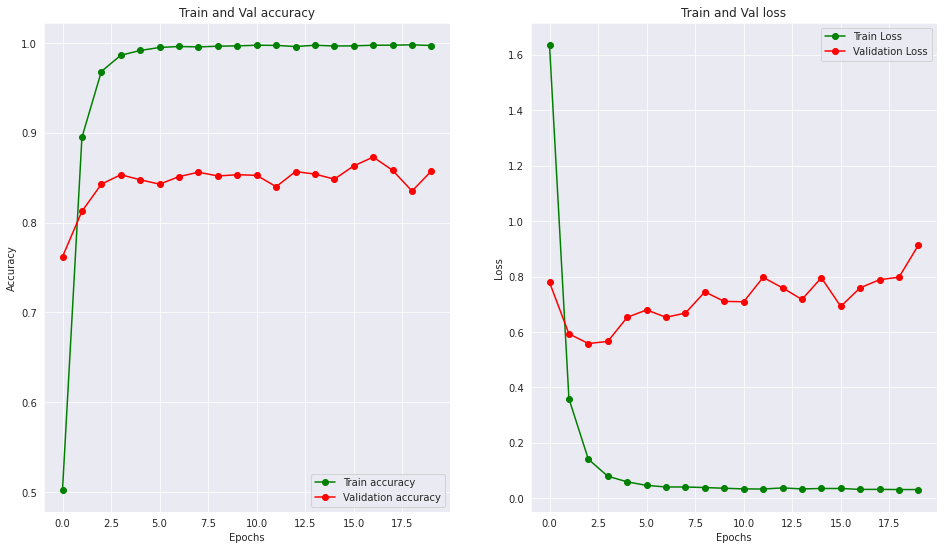 Train and Val accuracy
Accuracy
1.0
0.9
0.8
0.7
0.6
0.5
0.0 2.5 5.0 7.5 10.0 12.5 15.0 17.5
Epochs
Train accuracy
Validation accuracy
Train and Val loss
Loss
1.6
1.4
1.2
1.0
0.8
0.6
0.4
0.2
0.0
0.0 2.5 5.0 7.5 10.0 12.5 15.0 17.5
Epochs
Train Loss
Validation Loss